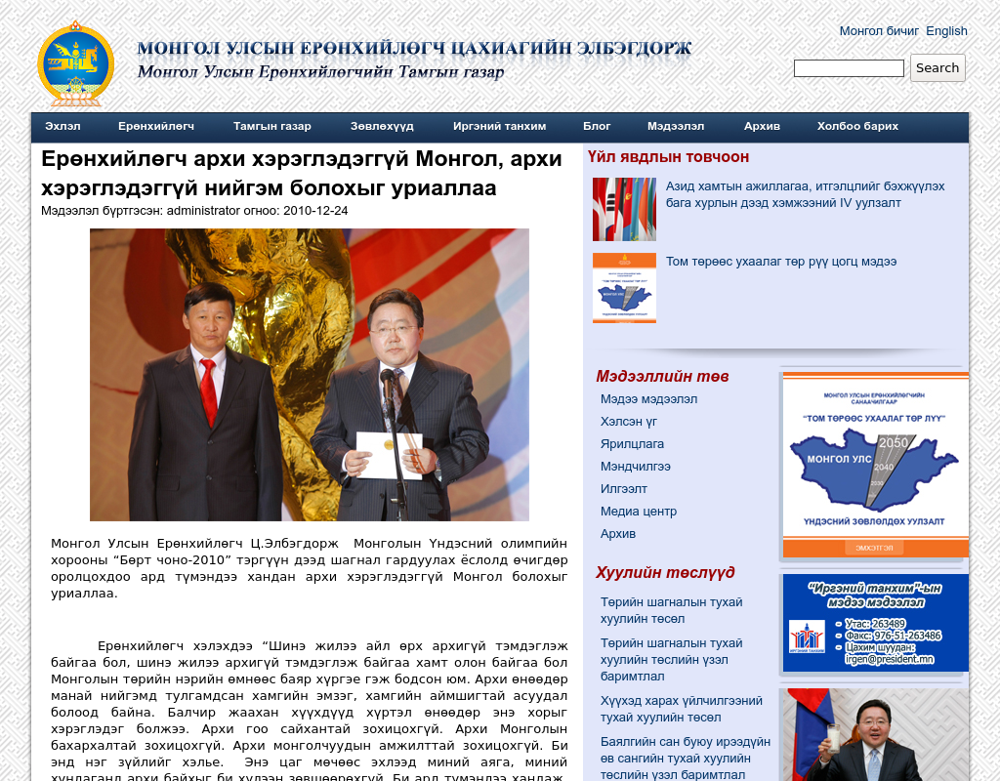 Монгол бичиг English
МОНГОЛ УЛСЫН ЕРӨНХИЙЛӨГЧ ЦАХИАГИЙН ЭЛБЭГДОРЖ
Монгол Улсын Ерөнхийлөгчийн Тамгын газар
Search
Эхлэл Ерөнхийлөгч Тамгын газар Зөвлөхүүд Иргэний танхим Блог Мэдээлэл Архив Холбоо барих
Ерөнхийлөгч архи хэрэглэдэггүй Монгол, архи
хэрэглэдэггүй нийгэм болохыг уриаллаа
Мэдээлэл бүртгэсэн: administrator огноо: 2010-12-24
Монгол Улсын Ерөнхийлөгч Ц.Элбэгдорж Монголын Үндэсний олимпийн
хорооны “Бөрт чоно-2010” тэргүүн дээд шагнал гардуулах ёслолд өчигдөр
оролцохдоо ард түмэндээ хандан архи хэрэглэдэггүй Монгол болохыг
уриаллаа.
Ерөнхийлөгч хэлэхдээ “Шинэ жилээ айл өрх архигүй тэмдэглэж
байгаа бол, шинэ жилээ архигүй тэмдэглэж байгаа хамт олон байгаа бол
Монголын төрийн нэрийн өмнөөс баяр хүргэе гэж бодсон юм. Архи өнөөдөр
манай нийгэмд тулгамдсан хамгийн эмзэг, хамгийн аймшигтай асуудал
болоод байна. Балчир жаахан хүүхдүүд хүртэл өнөөдөр энэ хорыг
хэрэглэдэг болжээ. Архи гоо сайхантай зохицохгүй. Архи Монголын
бахархалтай зохицохгүй. Архи монголчуудын амжилттай зохицохгүй. Би
энд нэг зүйлийг хэлье. Энэ цаг мөчөөс эхлээд миний аяга, миний
хундаганд архи байхыг би хүлээн зөвшөөрөхгүй. Би ард түмэндээ хандаж,
Үйл явдлын товчоон
Азид хамтын ажиллагаа, итгэлцлийг бэхжүүлэх
бага хурлын дээд хэмжээний IV уулзалт
Том төрөөс ухаалаг төр рүү цогц мэдээ
Мэдээллийн төв
Мэдээ мэдээлэл
Хэлсэн үг
Ярилцлага
Мэндчилгээ
Илгээлт
Медиа центр
Архив
Хуулийн төслүүд
Төрийн шагналын тухай
хуулийн төсөл
Төрийн шагналын тухай
хуулийн төслийн үзэл
баримтлал
Хүүхэд харах үйлчилгээний
тухай хуулийн төсөл
Баялгийн сан буюу ирээдүйн
өв сангийн тухай хуулийн
төслийн үзэл баримтлал
МОНГОЛ УЛСЫН ЕРӨНХИЙЛӨГЧИЙН
САНААЧИЛГААР
“ТОМ ТӨРӨӨС УХААЛАГ ТӨР ЛҮҮ”
МОНГОЛ УЛС
2050
2040
2030
ҮНДЭСНИЙ ЗӨВЛӨЛДӨХ УУЛЗАЛТ
“Иргэний танхим”-ын
мэдээ мэдээлэл
ИРГЭНИЙ ТАНХИМ
- Утас: 263489
- Факс: 976-51-263486
- Цахим шуудан:
irgen@president.mn